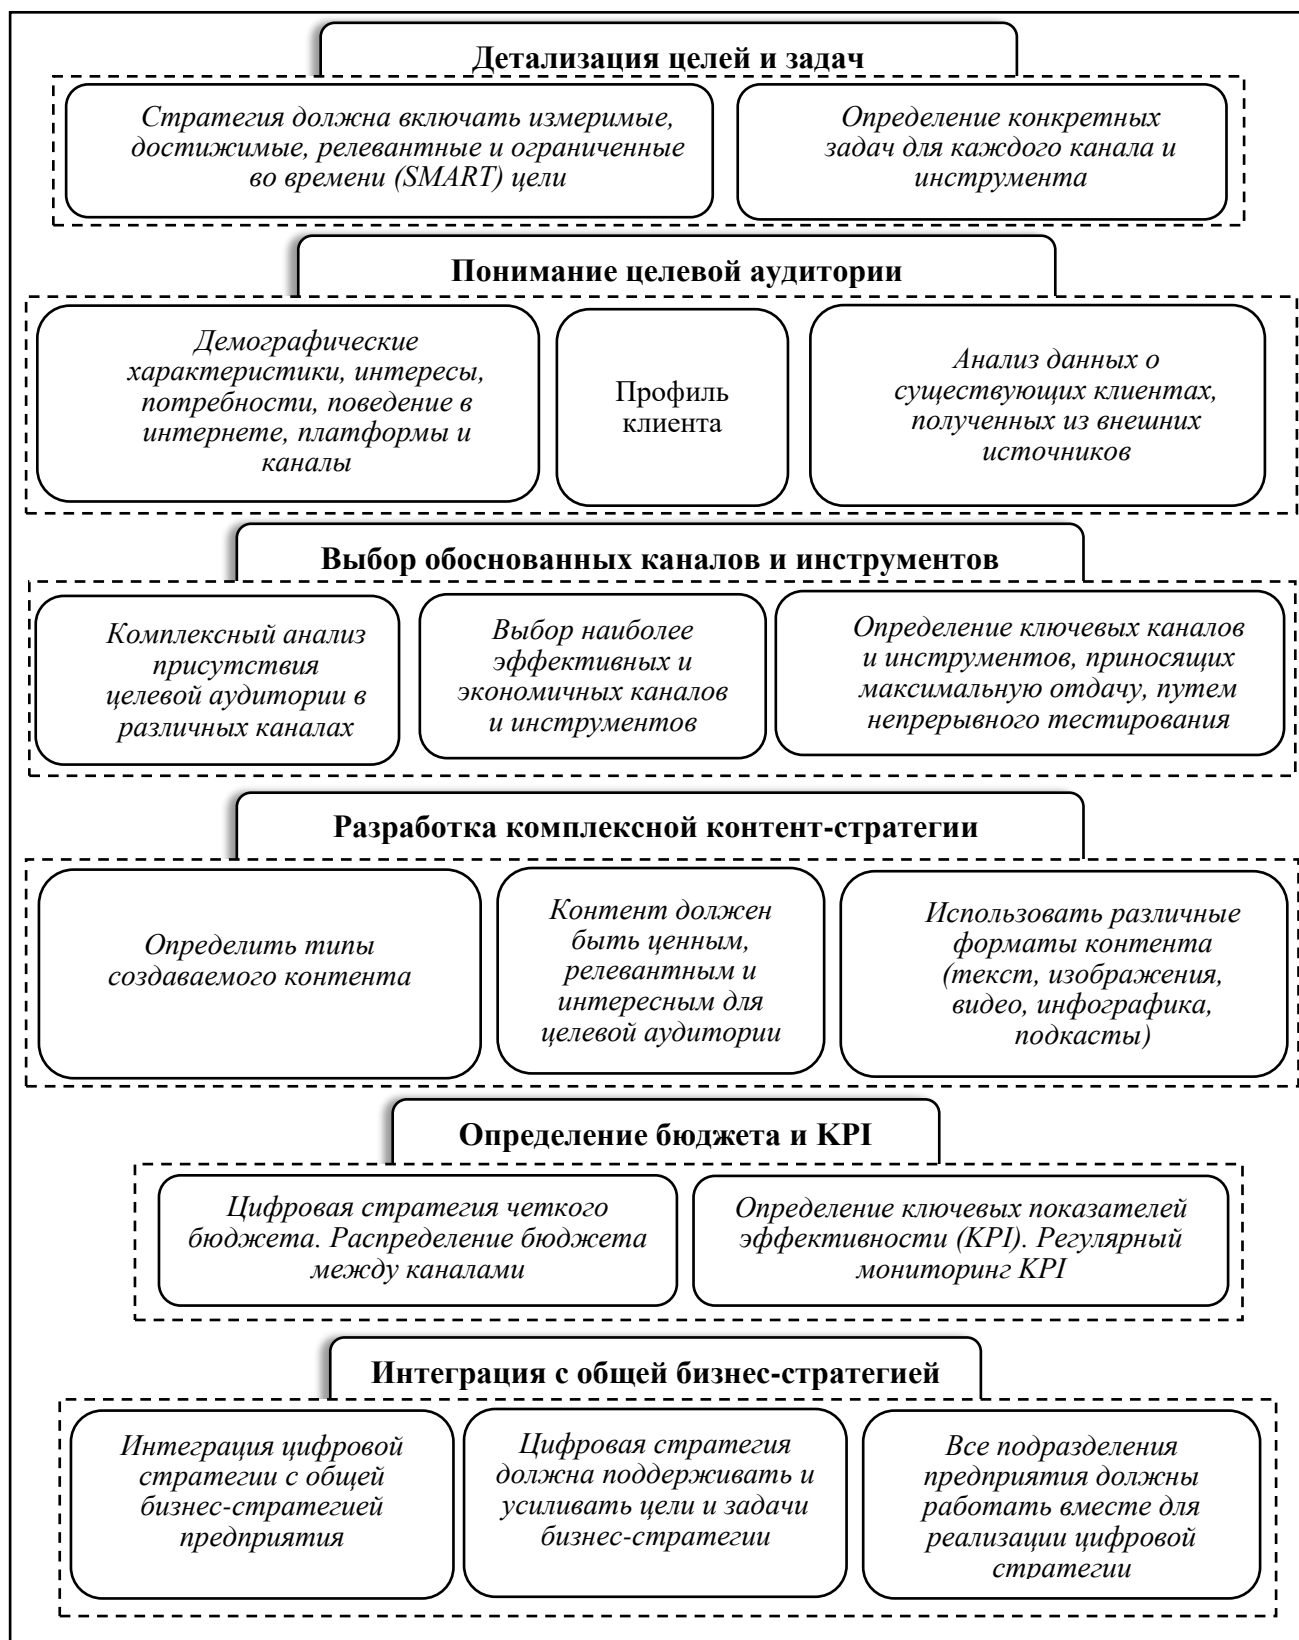 Детализация целей и задач
Стратегия должна включать измеримые,
достижимые, релевантные и ограниченные
во времени (SMART) цели
Определение конкретных
задач для каждого канала и
инструмента
Понимание целевой аудитории
Демографические
характеристики, интересы,
потребности, поведение в
интернете, платформы и
каналы
Профиль
клиента
Анализ данных о
существующих клиентах,
полученных из внешних
источников
Выбор обоснованных каналов и инструментов
Комплексный анализ
присутствия
целевой аудитории в
различных каналах
Выбор наиболее
эффективных и
экономичных каналов
и инструментов
Определение ключевых каналов
и инструментов, приносящих
максимальную отдачу, путем
непрерывного тестирования
Разработка комплексной контент-стратегии
Определить типы
создаваемого контента
Контент должен
быть ценным,
релевантным и
интересным для
целевой аудитории
Использовать различные
форматы контента
(текст, изображения,
видео, инфографика,
подкасты)
Определение бюджета и KPI
Цифровая стратегия четкого
бюджета. Распределение бюджета
между каналами
Определение ключевых показателей
эффективности (KPI). Регулярный
мониторинг KPI
Интеграция с общей бизнес-стратегией
Интеграция цифровой
стратегии с общей
бизнес-стратегией
предприятия
Цифровая стратегия
должна поддерживать и
усиливать цели и задачи
бизнес-стратегии
Все подразделения
предприятия должны
работать вместе для
реализации цифровой
стратегии